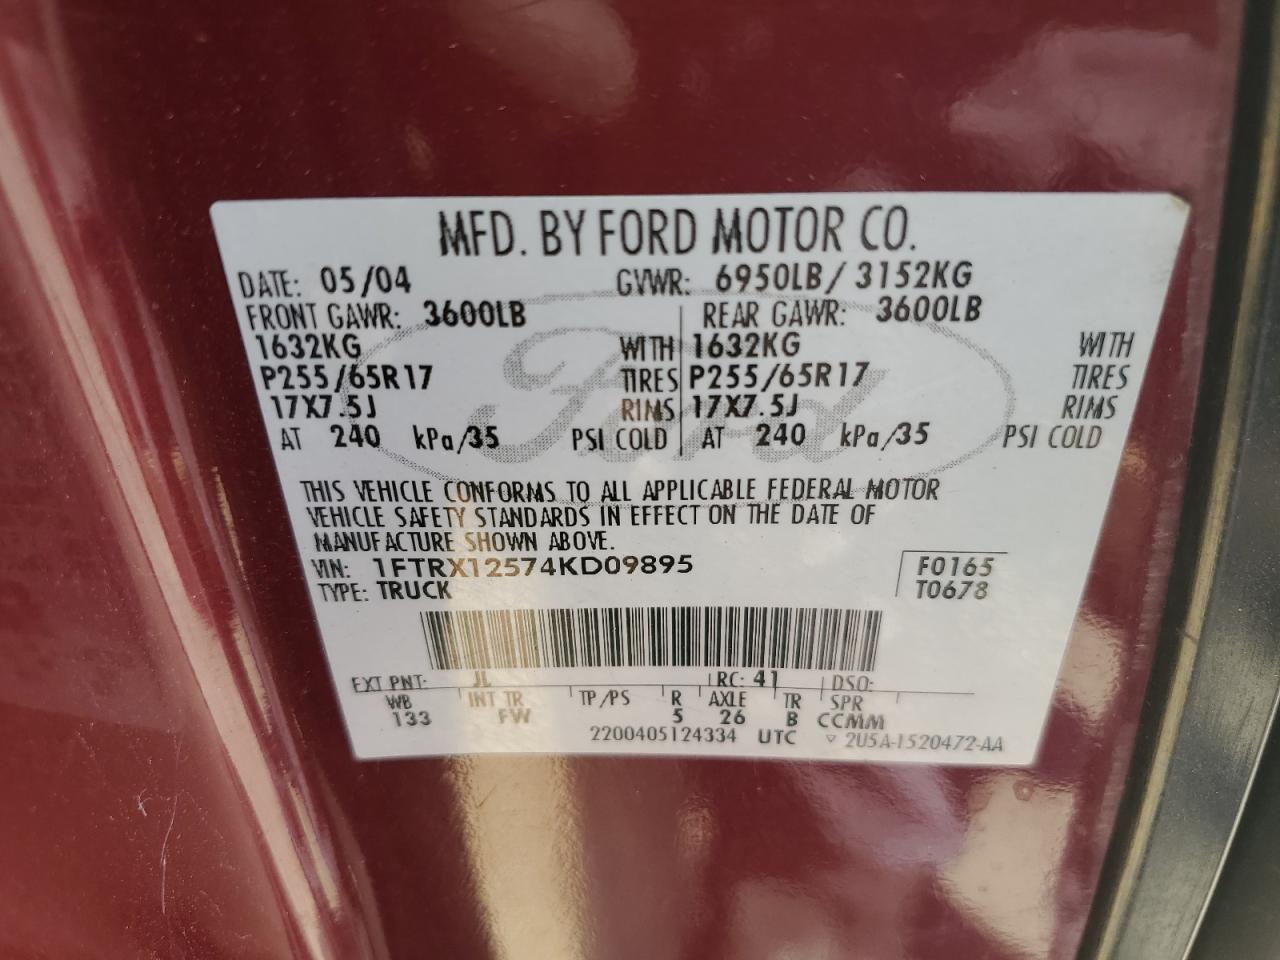 MFD. BY FORD MOTOR CO.
DATE: 05/04 GVWR: 6950LB/ 3152KG
FRONT GAWR: 3600LB REAR GAWR: 3600LB
1632KG WITH 1632KG WITH
P255/65R17 TIRES P255/65R17 TIRES
17X7.5J RIMS 17X7.5J RIMS
AT 240 kPa/35 PSI COLD AT 240 kPa/35 PSI COLD
Ford
THIS VEHICLE CONFORMS TO ALL APPLICABLE FEDERAL MOTOR
VEHICLE SAFETY STANDARDS IN EFFECT ON THE DATE OF
MANUFACTURE SHOWN ABOVE.
VIN: 1FTRX12574KD09895 F0165
TYPE: TRUCK T0678
EXT PNT: JL RC: 41 DSO:
WB INT TR TP/PS R AXLE TR SPR
133 FW 5 26 B CCMM
2200405124334 UTC ▽ 2U5A-1520472-AA